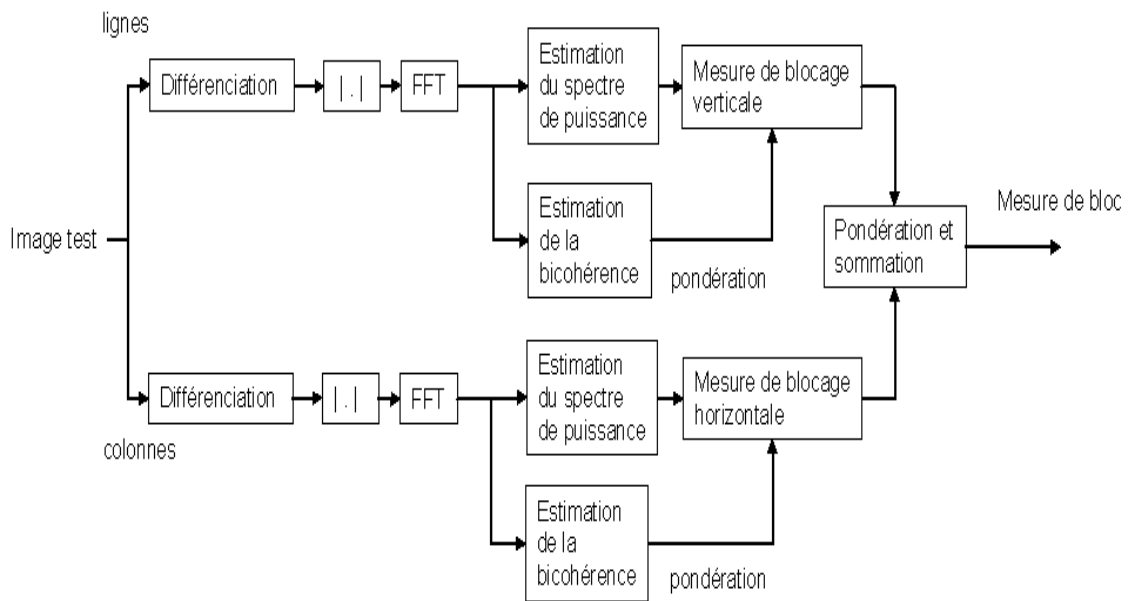 lignes
Différenciation
| . |
FFT
Estimation
du spectre
de puissance
Mesure de blocage
verticale
Estimation
de la
bicohérence
pondération
Image test
Pondération et
sommation
Mesure de bloc
colonnes
Différenciation
| . |
FFT
Estimation
du spectre
de puissance
Mesure de blocage
horizontale
Estimation
de la
bicohérence
pondération